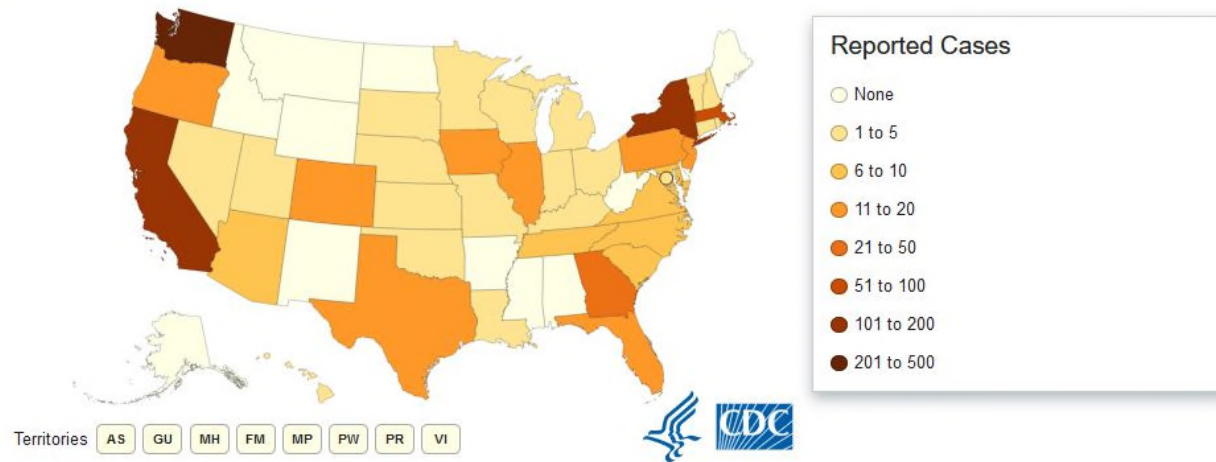 Reported Cases
None
1 to 5
6 to 10
11 to 20
21 to 50
51 to 100
101 to 200
201 to 500
Territories AS GU MH FM MP PW PR VI
CDC